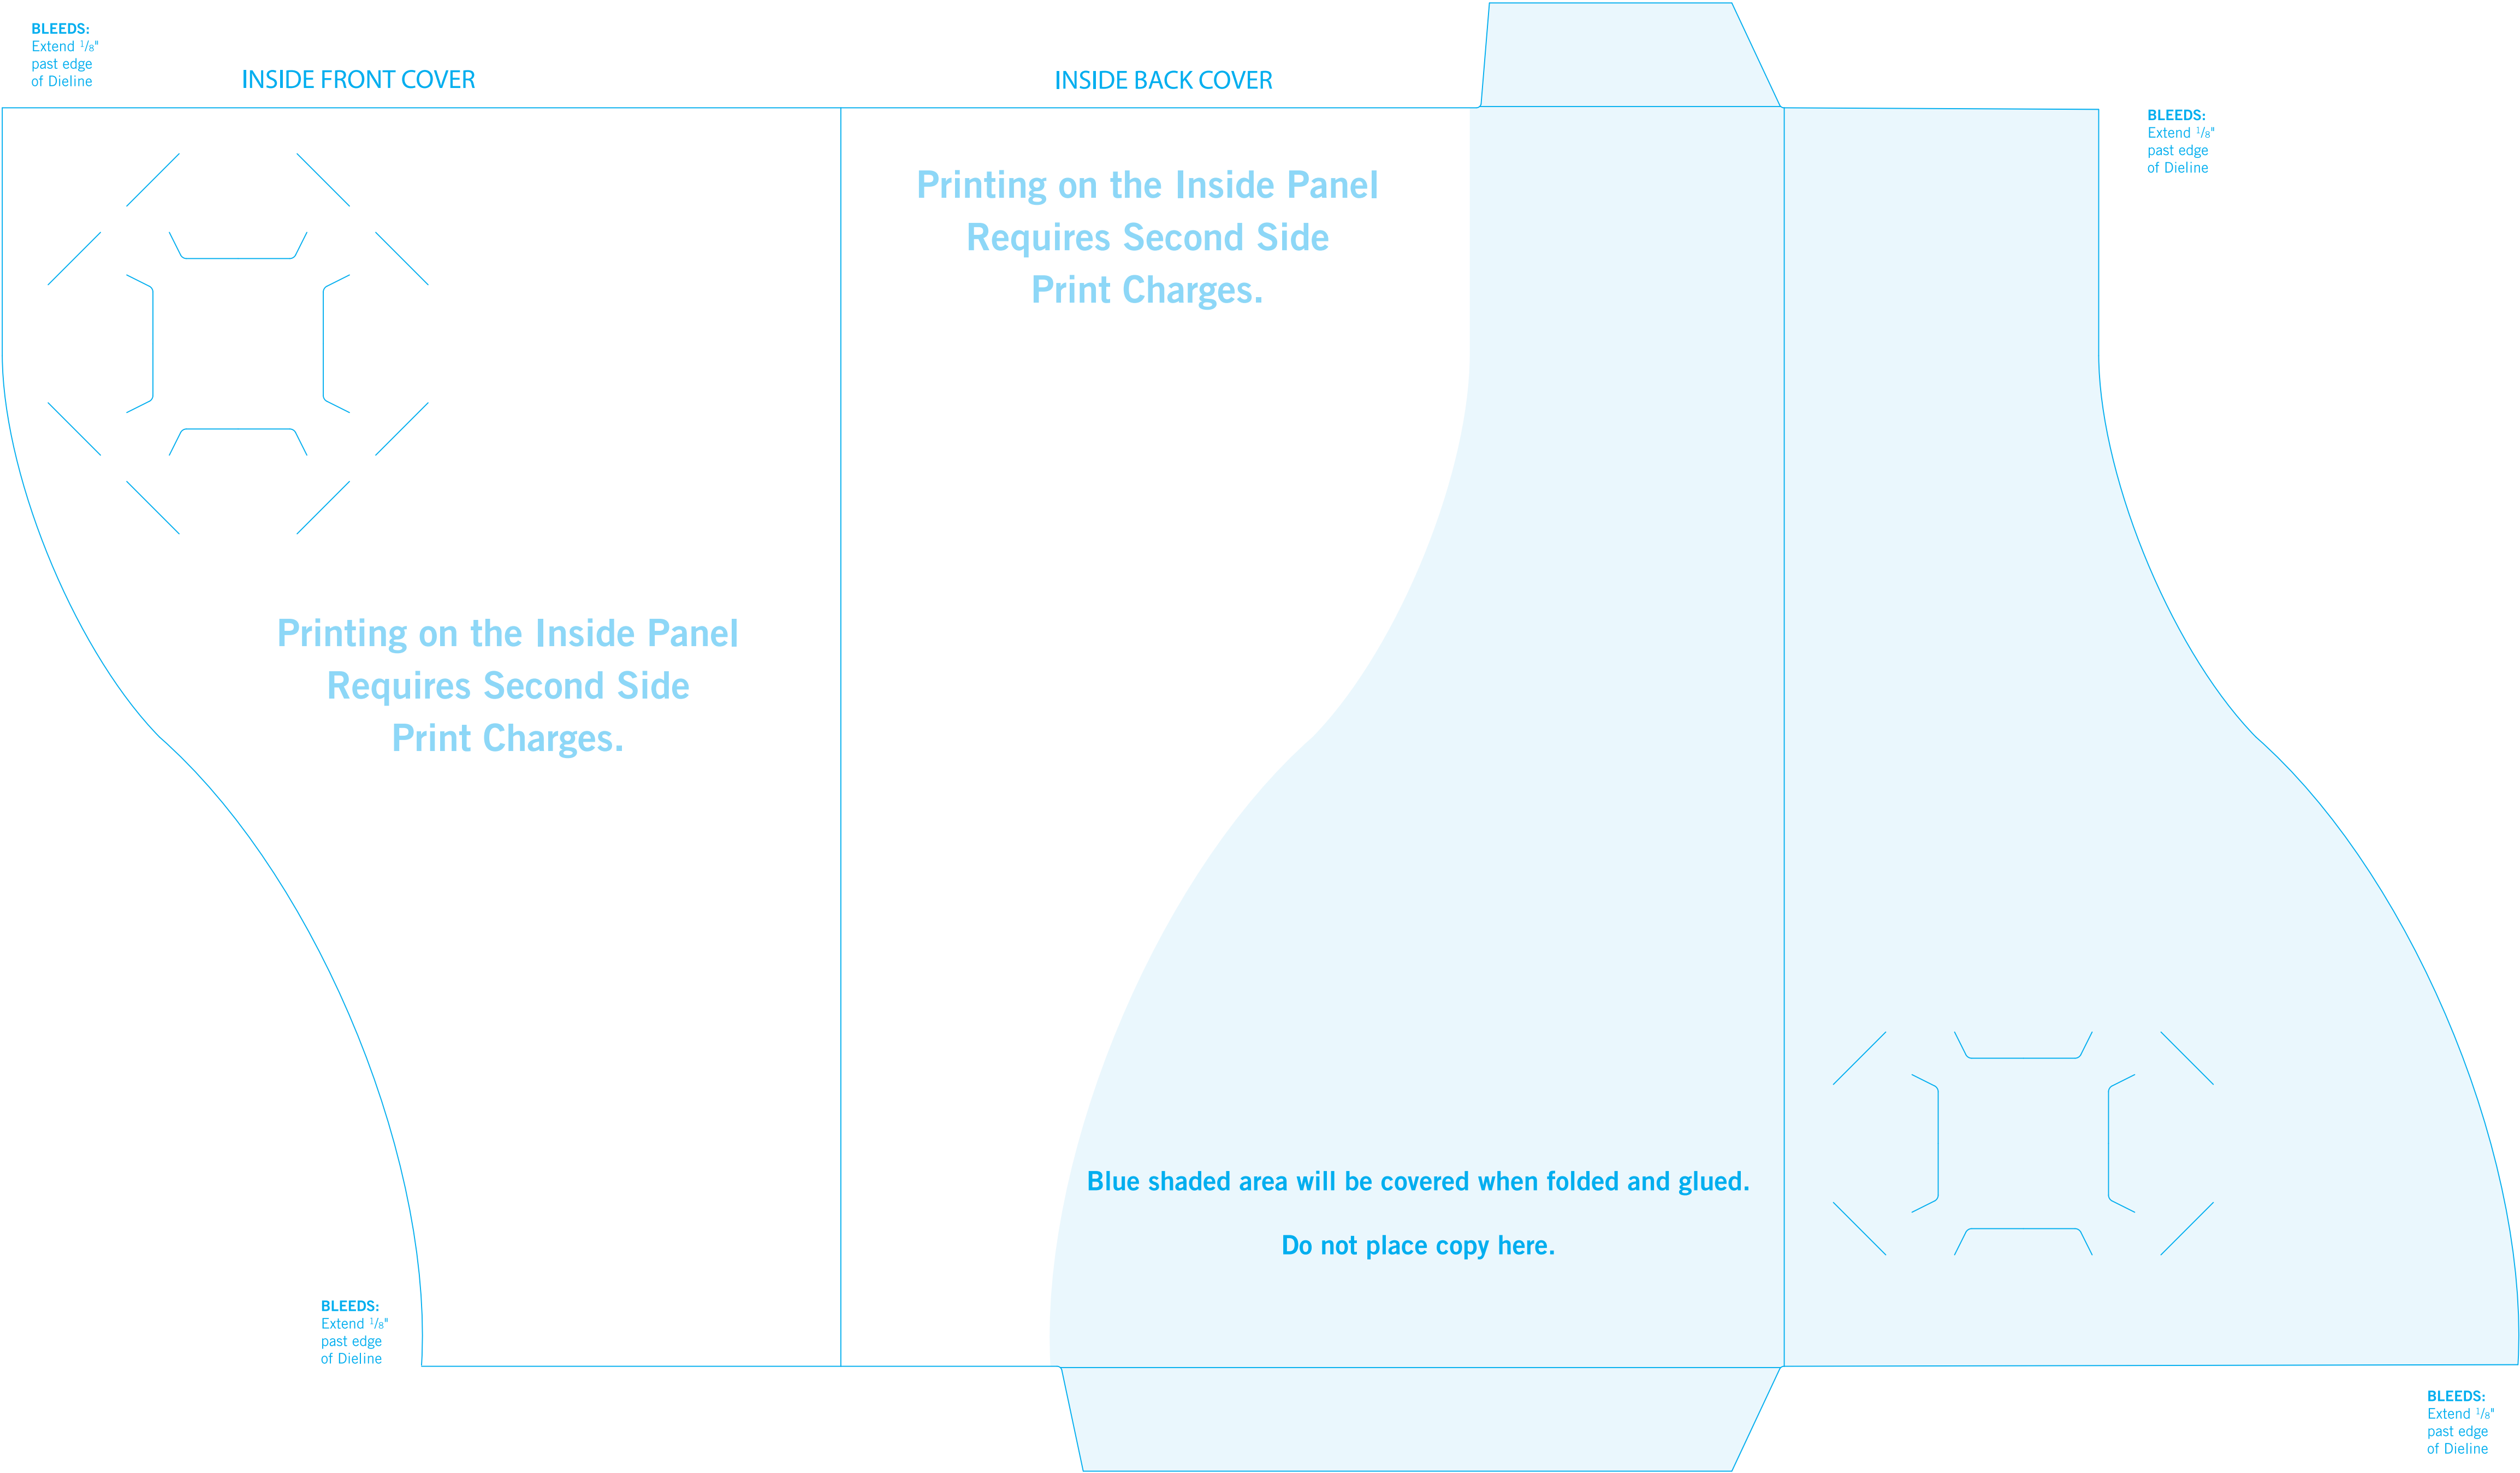 BLEEDS:
Extend 1/8"
past edge
of Dieline
INSIDE FRONT COVER
INSIDE BACK COVER
BLEEDS:
Extend 1/8"
past edge
of Dieline
Printing on the Inside Panel
Requires Second Side
Print Charges.
Printing on the Inside Panel
Requires Second Side
Print Charges.
Blue shaded area will be covered when folded and glued.
Do not place copy here.
BLEEDS:
Extend 1/8"
past edge
of Dieline
BLEEDS:
Extend 1/8"
past edge
of Dieline